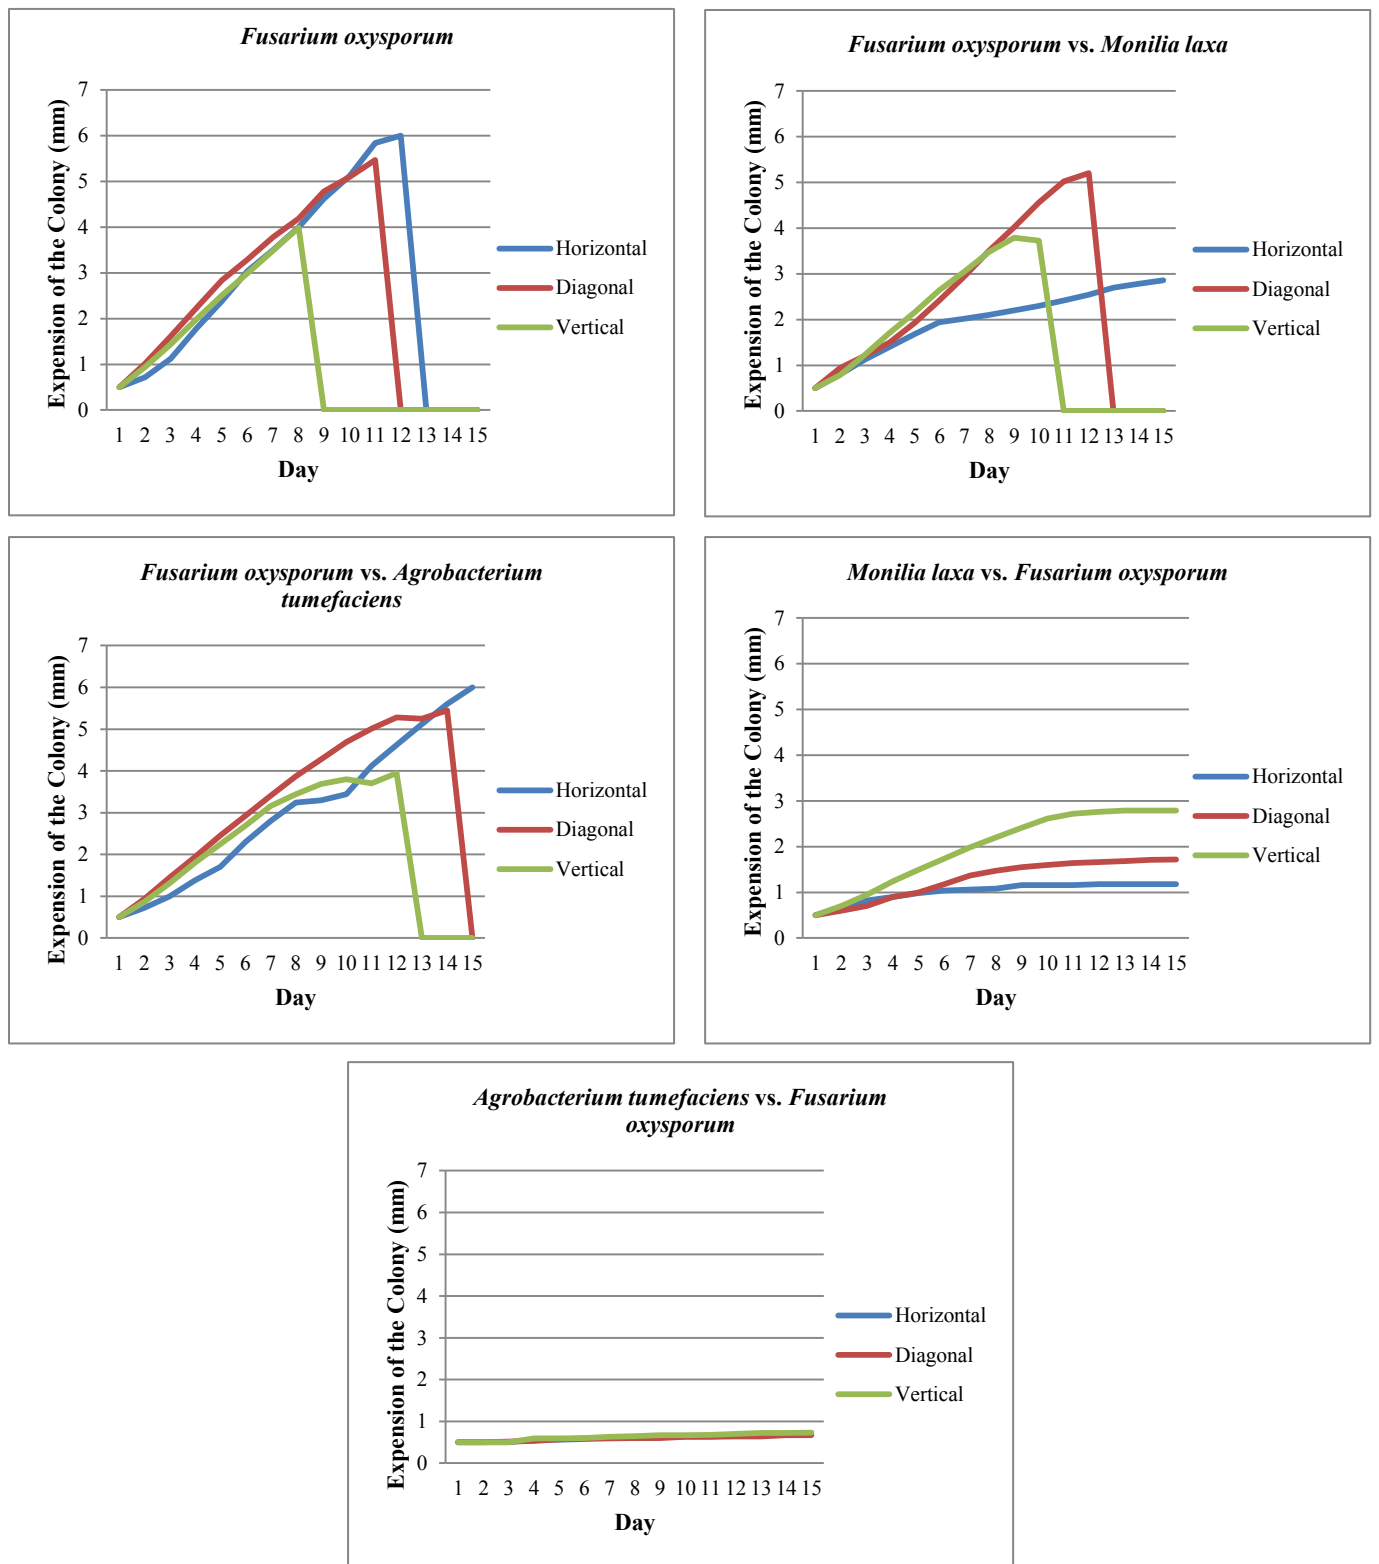 Fusarium oxysporum
Expension of the Colony (mm)
7
6
5
4
3
2
1
0
1 2 3 4 5 6 7 8 9 10 11 12 13 14 15
Day
Horizontal
Diagonal
Vertical
Fusarium oxysporum vs. Monilia laxa
Expension of the Colony (mm)
7
6
5
4
3
2
1
0
1 2 3 4 5 6 7 8 9 10 11 12 13 14 15
Day
Horizontal
Diagonal
Vertical
Fusarium oxysporum vs. Agrobacterium
tumefaciens
Expension of the Colony (mm)
7
6
5
4
3
2
1
0
1 2 3 4 5 6 7 8 9 10 11 12 13 14 15
Day
Horizontal
Diagonal
Vertical
Monilia laxa vs. Fusarium oxysporum
Expension of the Colony (mm)
7
6
5
4
3
2
1
0
1 2 3 4 5 6 7 8 9 10 11 12 13 14 15
Day
Horizontal
Diagonal
Vertical
Agrobacterium tumefaciens vs. Fusarium
oxysporum
Expension of the Colony (mm)
7
6
5
4
3
2
1
0
1 2 3 4 5 6 7 8 9 10 11 12 13 14 15
Day
Horizontal
Diagonal
Vertical